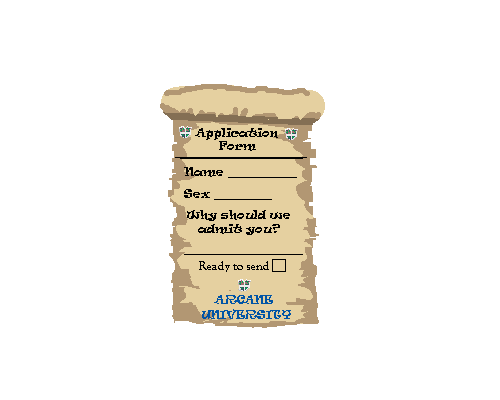 Application
Form
Name
Sex
Why should we
admit you?
Ready to send
ARCANE
UNIVERSITY